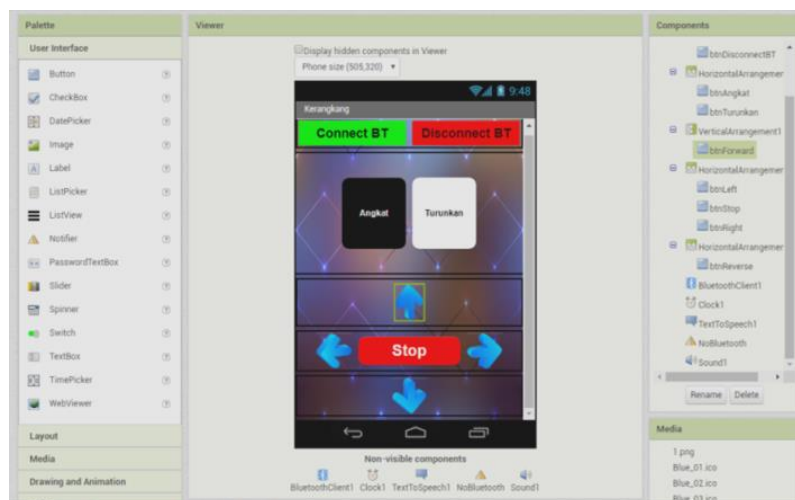 Palette
User Interface
Button
CheckBox
DatePicker
Image
Label
ListPicker
ListView
Notifier
PasswordTextBox
Slider
Spinner
Switch
TextBox
TimePicker
WebViewer
Layout
Media
Drawing and Animation
Viewer
Display hidden components in Viewer
Phone size (505,320)
9:48
Kerangkang
Connect BT Disconnect BT
Angkat Turunkan
Stop
Non-visible components
BluetoothClient1 Clock1 TextToSpeech1 NoBluetooth Sound1
Components
btnDisconnectBT
HorizontalArrangemer
btnAngkat
btnTurunkan
VerticalArrangement1
btnForward
HorizontalArrangemer
btnLeft
btnStop
btnRight
HorizontalArrangemer
btnReverse
BluetoothClient1
Clock1
TextToSpeech1
NoBluetooth
Sound1
Rename Delete
Media
1.png
Blue_01.ico
Blue_02.ico
Blue_03.ico